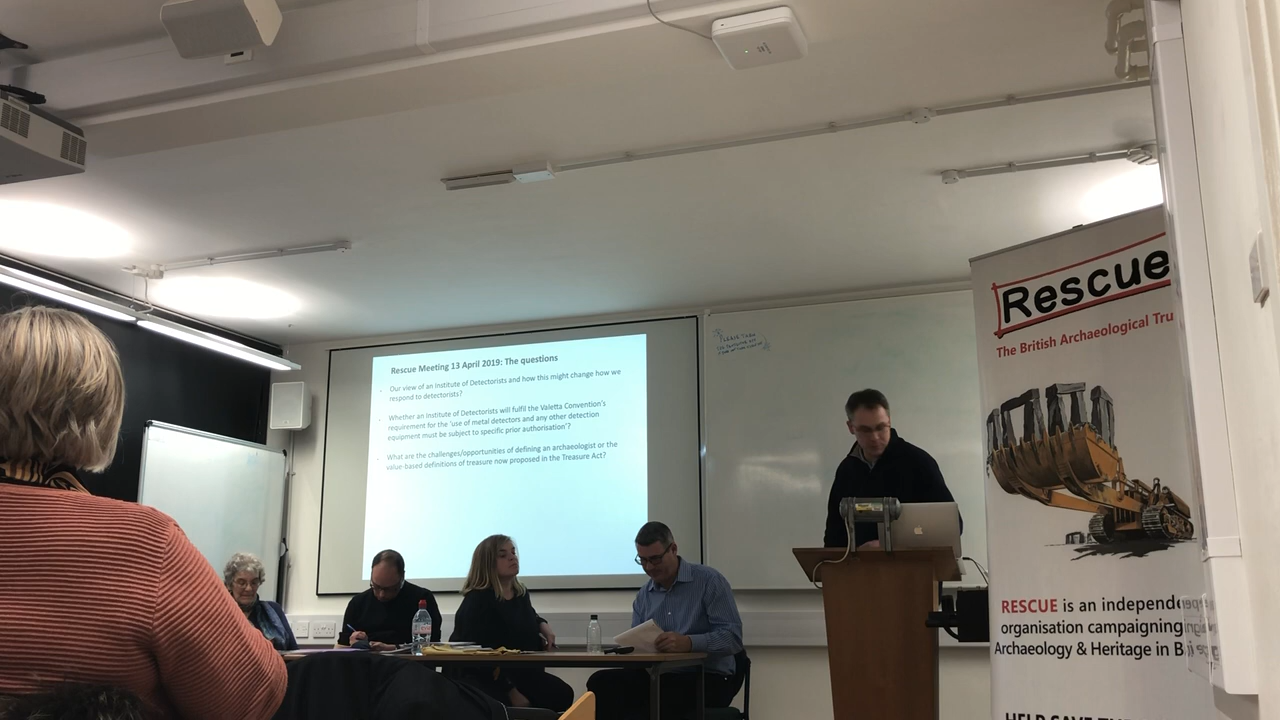 Rescue Meeting 13 April 2019: The questions
Our view of an Institute of Detectorists and how this might change how we
respond to detectorists?
Whether an Institute of Detectorists will fulfil the Valetta Convention's
requirement for the 'use of metal detectors and any other detection
equipment must be subject to specific prior authorisation'?
What are the challenges/opportunities of defining an archaeologist or the
value-based definitions of treasure now proposed in the Treasure Act?
PLEASE
Rescue
The British Archaeological Tru
RESCUE is an independe
organisation campaigning
Archaeology & Heritage in B
HELP SAVE